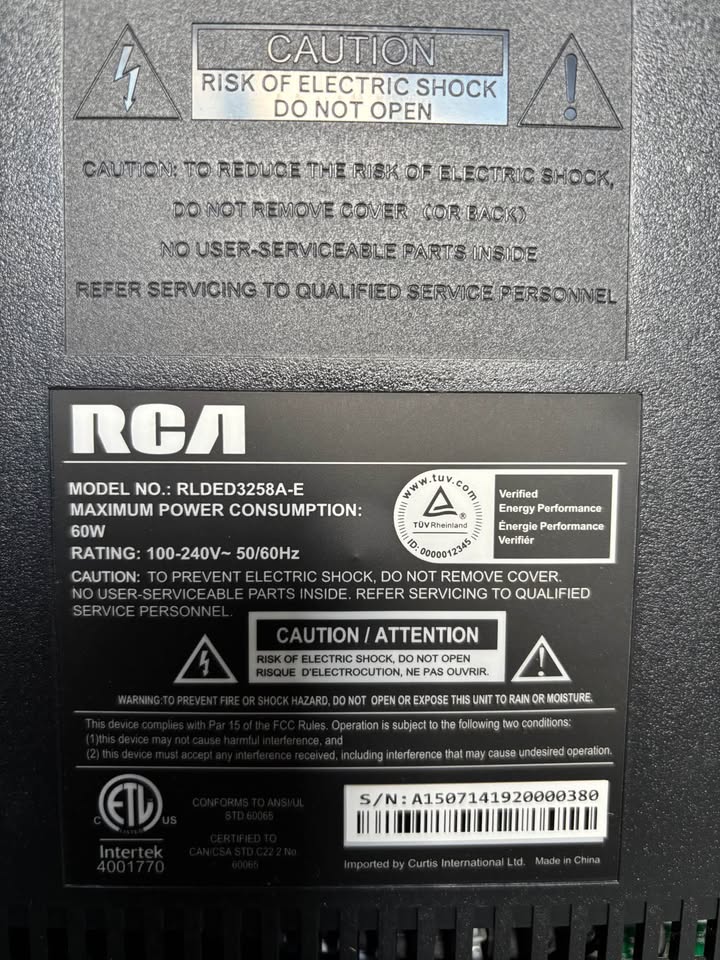 CAUTION
RISK OF ELECTRIC SHOCK
DO NOT OPEN
CAUTION: TO REDUCE THE RISK OF ELECTRIC SHOCK,
DO NOT REMOVE COVER (OR BACK)
NO USER-SERVICEABLE PARTS INSIDE
REFER SERVICING TO QUALIFIED SERVICE PERSONNEL
RCA
MODEL NO.: RLDED3258A-E
MAXIMUM POWER CONSUMPTION:
60W
RATING: 100-240V~ 50/60Hz
www.tuv.com
TÜVRheinland
®
ID: 0000012345
Verified
Energy Performance
Énergie Performance
Verifiér
CAUTION: TO PREVENT ELECTRIC SHOCK, DO NOT REMOVE COVER.
NO USER-SERVICEABLE PARTS INSIDE. REFER SERVICING TO QUALIFIED
SERVICE PERSONNEL.
CAUTION / ATTENTION
RISK OF ELECTRIC SHOCK, DO NOT OPEN
RISQUE D'ELECTROCUTION, NE PAS OUVRIR.
WARNING:TO PREVENT FIRE OR SHOCK HAZARD, DO NOT OPEN OR EXPOSE THIS UNIT TO RAIN OR MOISTURE.
This device complies with Par 15 of the FCC Rules. Operation is subject to the following two conditions:
(1)this device may not cause harmful interference, and
(2) this device must accept any interference received, including interference that may cause undesired operation.
ETL
C US
LISTED
Intertek
4001770
CONFORMS TO ANSI/UL
STD.60065
CERTIFIED TO
CAN/CSA STD.C22.2 No.
60065
S/N:A1507141920000380
Imported by Curtis International Ltd. Made in China